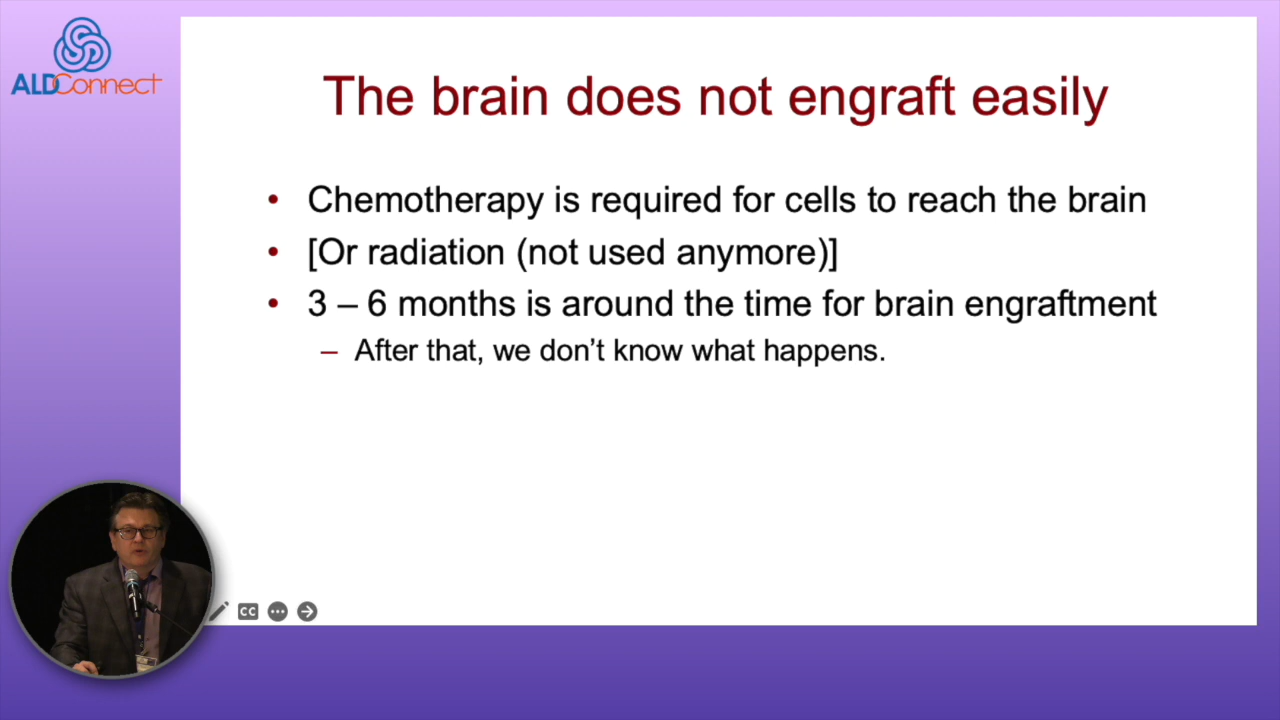 ALDConnect
The brain does not engraft easily
• Chemotherapy is required for cells to reach the brain
• [Or radiation (not used anymore)]
• 3 – 6 months is around the time for brain engraftment
– After that, we don’t know what happens.
CC